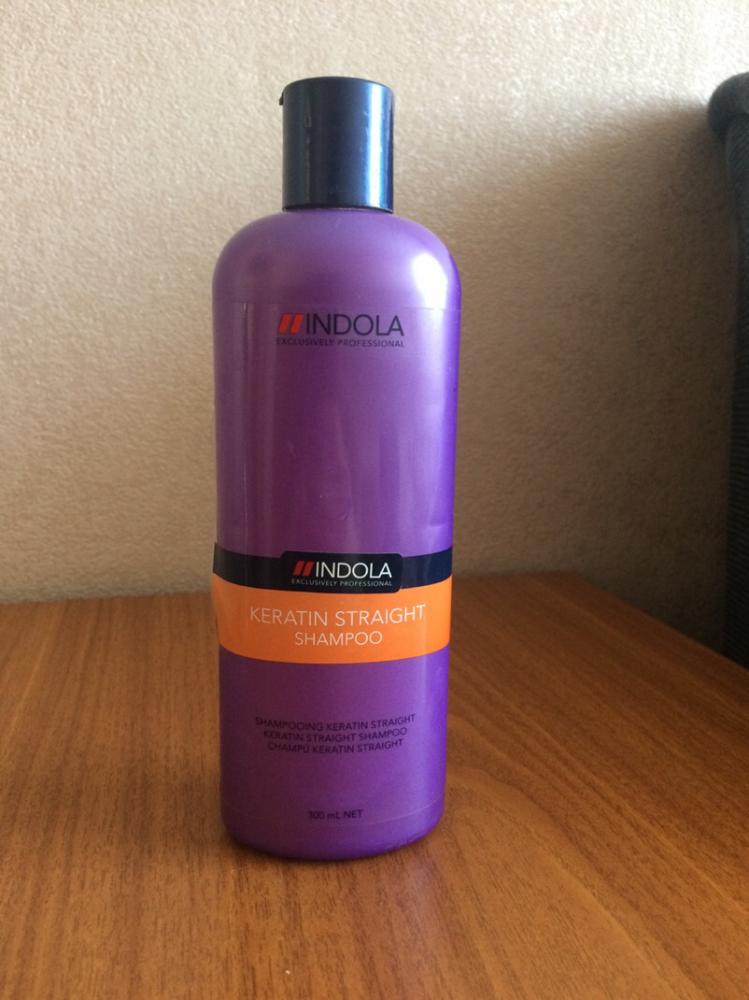 INDOLA
EXCLUSIVELY PROFESSIONAL
INDOLA
EXCLUSIVELY PROFESSIONAL
KERATIN STRAIGHT
SHAMPOO
SHAMPOOING KERATIN STRAIGHT
KERATIN STRAIGHT SHAMPOO
CHAMPÚ KERATIN STRAIGHT
300 mL NET